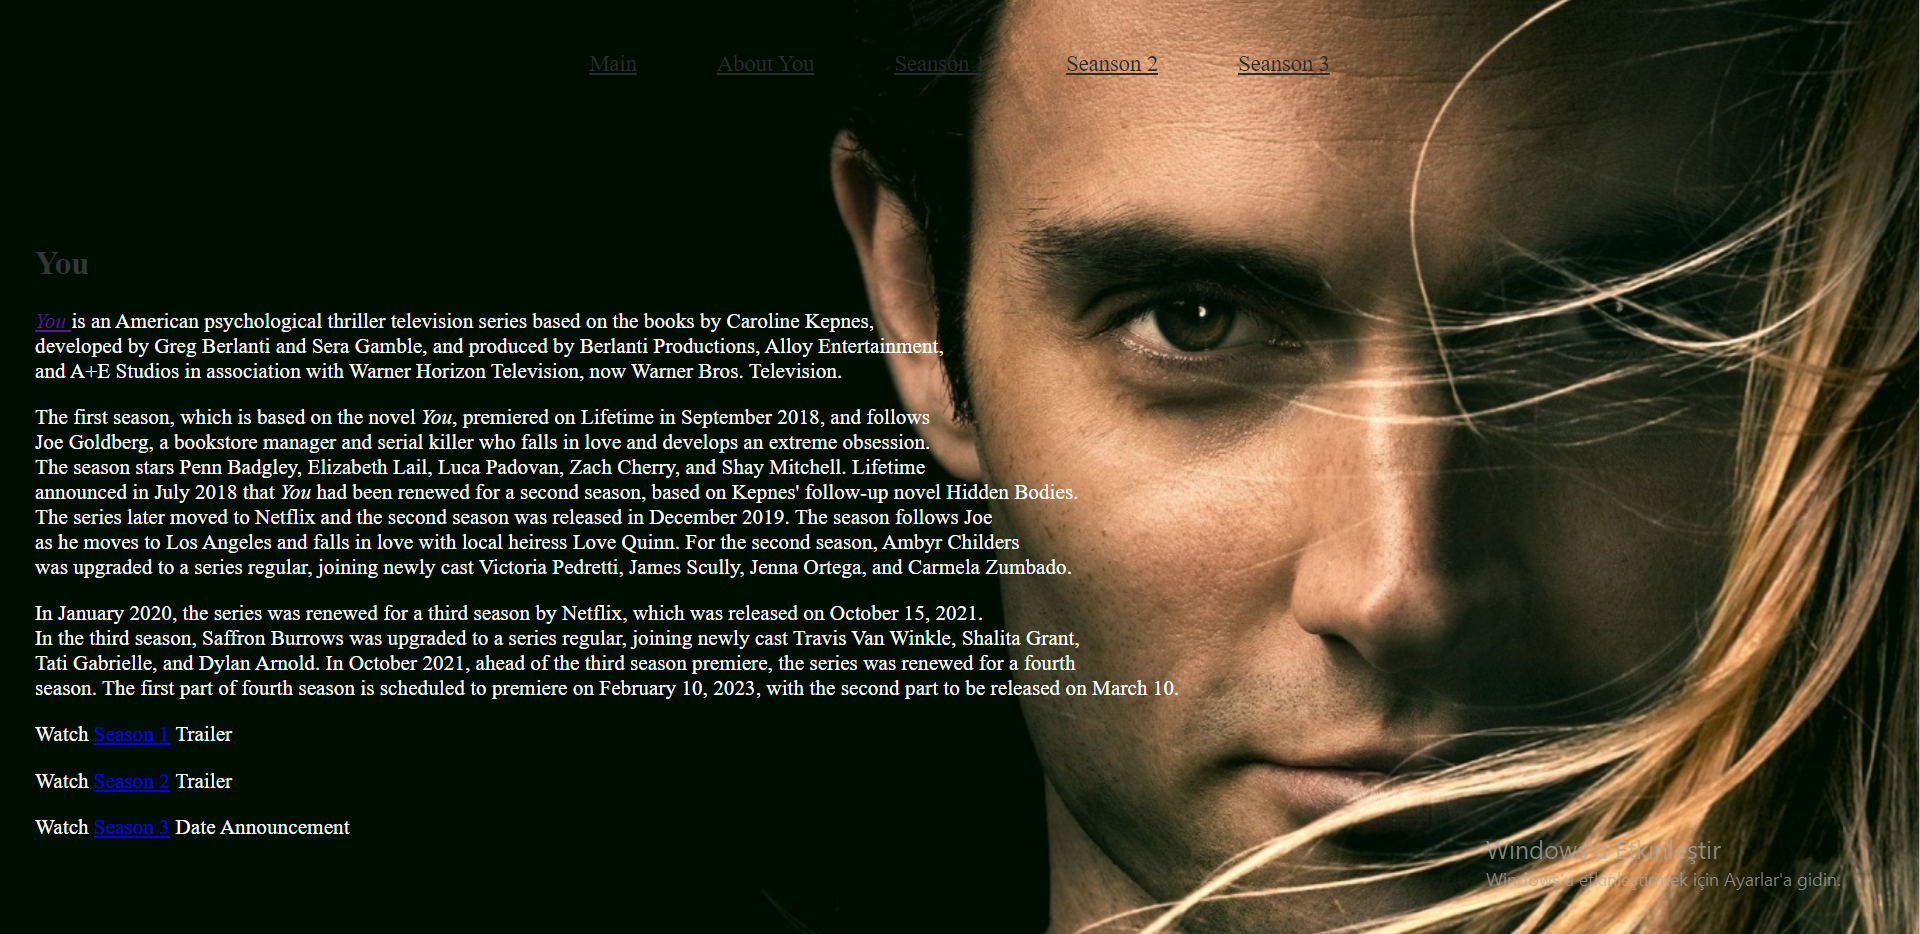 Main About You Seanson 1 Seanson 2 Seanson 3
You
You is an American psychological thriller television series based on the books by Caroline Kepnes,
developed by Greg Berlanti and Sera Gamble, and produced by Berlanti Productions, Alloy Entertainment,
and A+E Studios in association with Warner Horizon Television, now Warner Bros. Television.
The first season, which is based on the novel You, premiered on Lifetime in September 2018, and follows
Joe Goldberg, a bookstore manager and serial killer who falls in love and develops an extreme obsession.
The season stars Penn Badgley, Elizabeth Lail, Luca Padovan, Zach Cherry, and Shay Mitchell. Lifetime
announced in July 2018 that You had been renewed for a second season, based on Kepnes' follow-up novel Hidden Bodies.
The series later moved to Netflix and the second season was released in December 2019. The season follows Joe
as he moves to Los Angeles and falls in love with local heiress Love Quinn. For the second season, Ambyr Childers
was upgraded to a series regular, joining newly cast Victoria Pedretti, James Scully, Jenna Ortega, and Carmela Zumbado.
In January 2020, the series was renewed for a third season by Netflix, which was released on October 15, 2021.
In the third season, Saffron Burrows was upgraded to a series regular, joining newly cast Travis Van Winkle, Shalita Grant,
Tati Gabrielle, and Dylan Arnold. In October 2021, ahead of the third season premiere, the series was renewed for a fourth
season. The first part of fourth season is scheduled to premiere on February 10, 2023, with the second part to be released on March 10.
Watch Season 1 Trailer
Watch Season 2 Trailer
Watch Season 3 Date Announcement
Windows'u Etkinleştir
Windows'u etkinleştirmek için Ayarlar'a gidin.